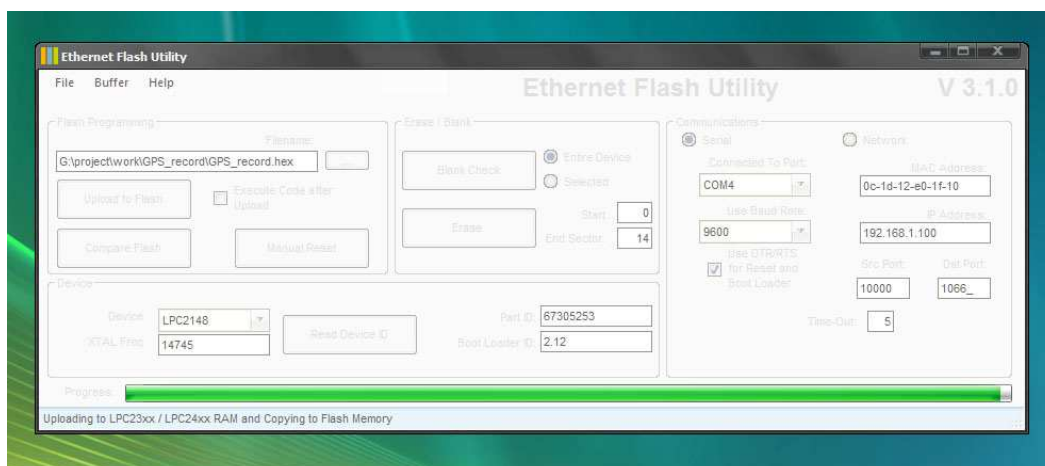 Ethernet Flash Utility
File Buffer Help
Ethernet Flash Utility V 3.1.0
Flash Programming
Filename:
G:\project\work\GPS_record\GPS_record.hex
Upload to Flash
Execute Code after
Upload
Compare Flash
Manual Reset
Erase / Blank
Blank Check
Entire Device
Selected
Erase
Start 0
End Sector 14
Communications
Serial
Network
Connected To Port:
COM4
Use Baud Rate:
9600
Use DTR/RTS
for Reset and
Boot Loader
MAC Address:
0c-1d-12-e0-1f-10
IP Address:
192.168.1.100
Src Port: Dst Port:
10000 1066_
Time-Out: 5
Device
Device LPC2148
XTAL Freq 14745
Read Device ID
Part ID: 67305253
Boot Loader ID: 2.12
Progress:
Uploading to LPC23xx / LPC24xx RAM and Copying to Flash Memory